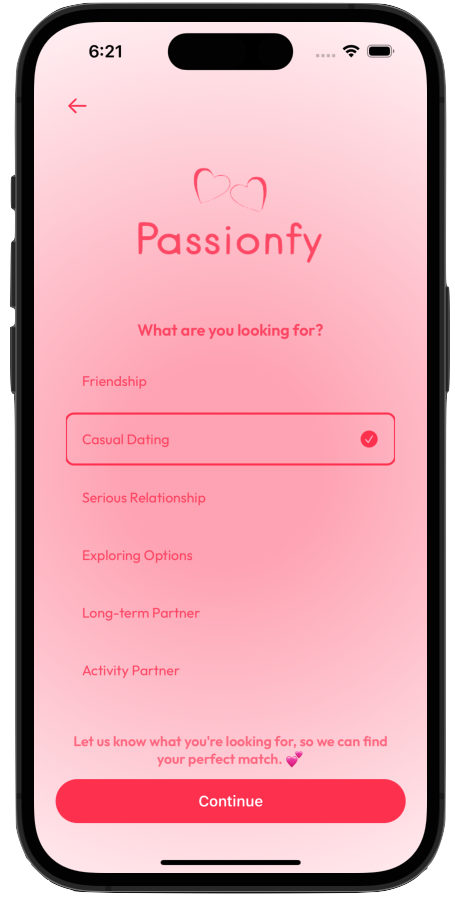 6:21
Passionfy
What are you looking for?
Friendship
Casual Dating
Serious Relationship
Exploring Options
Long-term Partner
Activity Partner
Let us know what you're looking for, so we can find
your perfect match. 💕
Continue